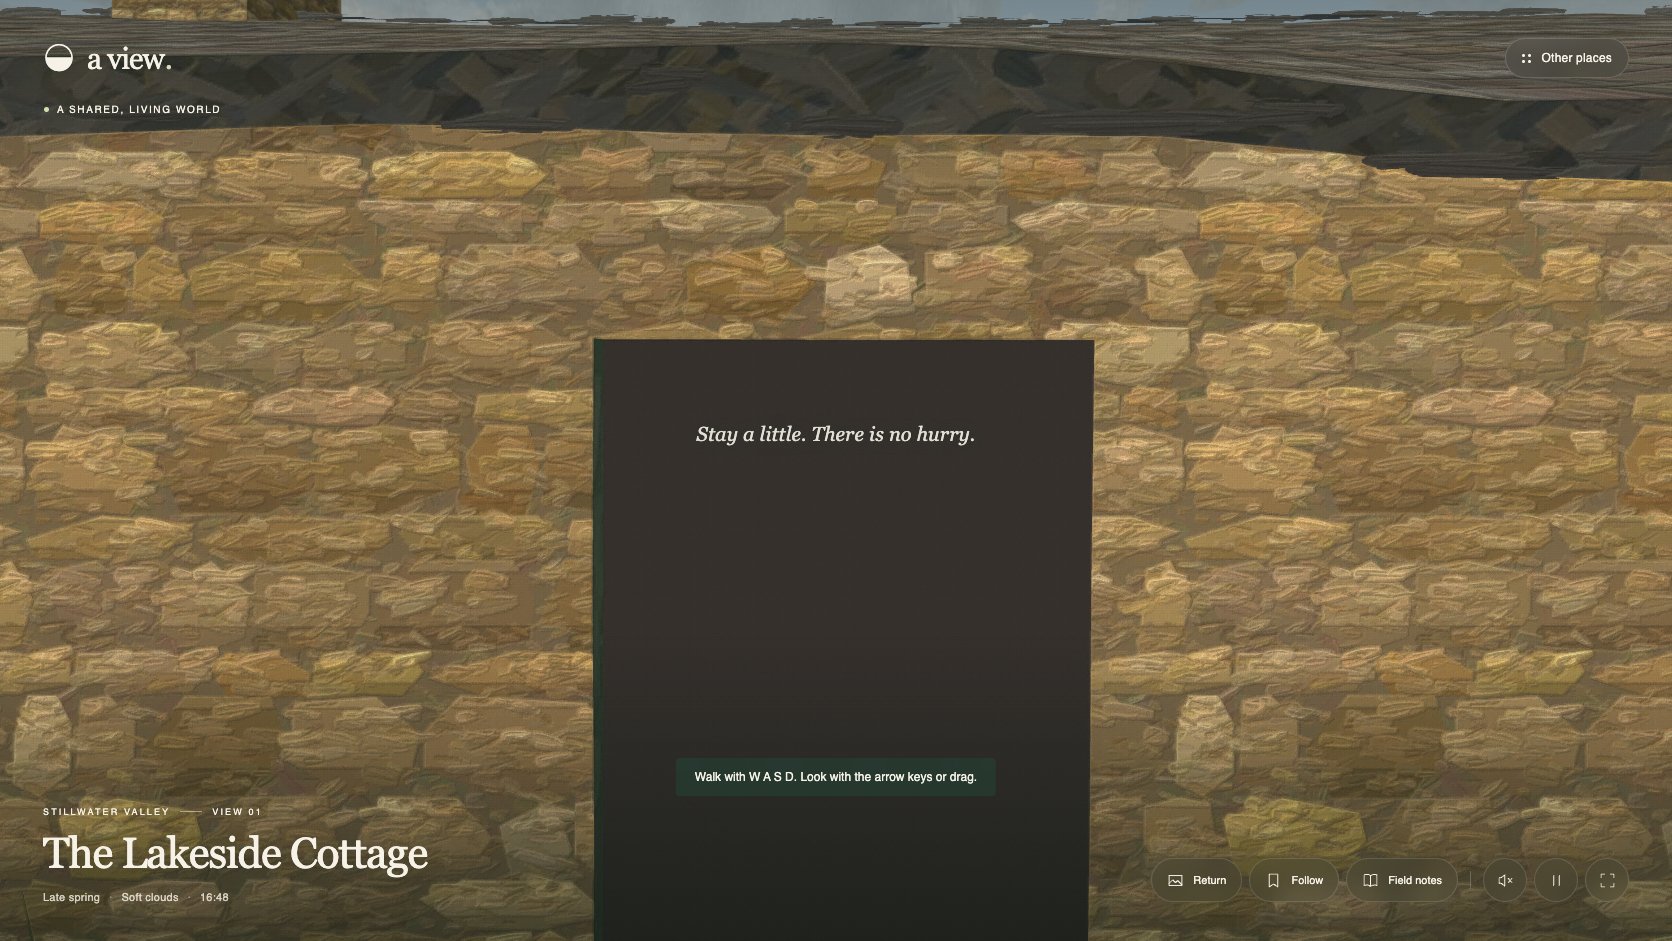 a view.
Other places
A SHARED, LIVING WORLD
Stay a little. There is no hurry.
Walk with W A S D. Look with the arrow keys or drag.
STILLWATER VALLEY — VIEW 01
The Lakeside Cottage
Late spring · Soft clouds · 16:48
Return
Follow
Field notes